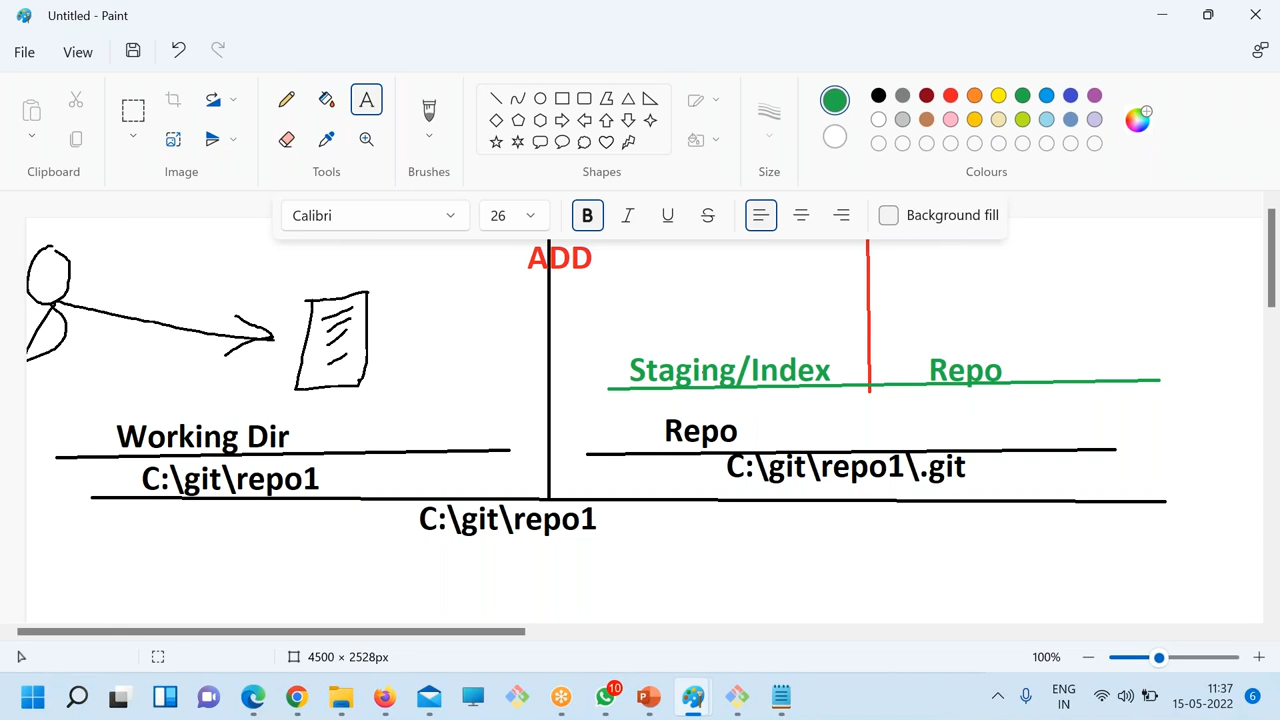 Untitled - Paint
File
View
Clipboard
Image
Tools
Brushes
Shapes
Size
Colours
A
Calibri
26
B
I
U
S
Background fill
ADD
Staging/Index
Repo
Working Dir
Repo
C:\git\repo1
C:\git\repo1\.git
C:\git\repo1
4500 × 2528px
100%
10
P
ENG
IN
11:37
15-05-2022
6